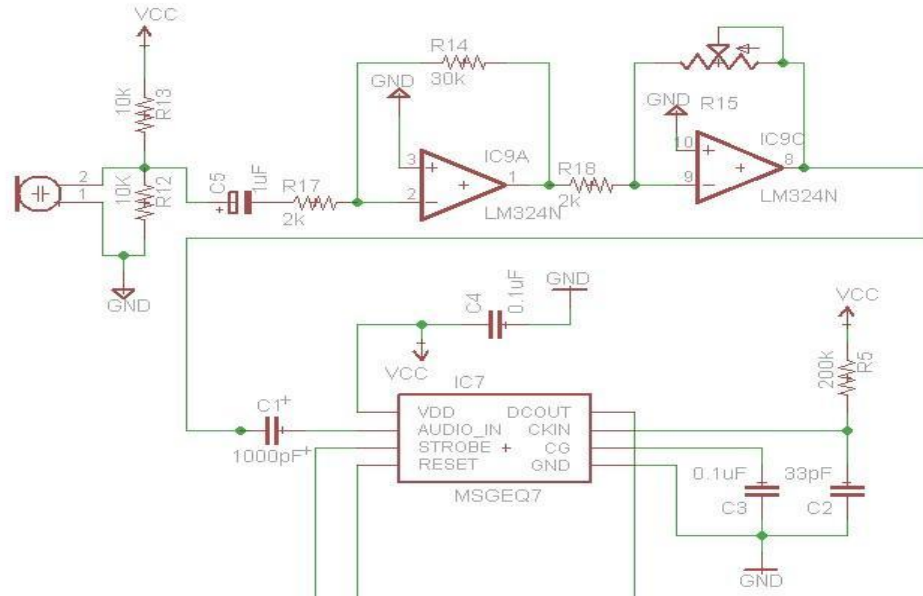 VCC
10k
R13
2
1
10K
R12
GND
C5
+
1uF
R17
2k
R14
30k
GND
3
2
+
-
1
IC9A
LM324N
R18
2k
R15
GND
10
9
+
-
8
IC9C
LM324N
C4
0.1uF
GND
VCC
VCC
200k
R5
IC7
C1
1000pF
VDD DCOUT
AUDIO_IN CKIN
STROBE CG
RESET GND
MSGEQ7
0.1uF
C3
33pF
C2
GND